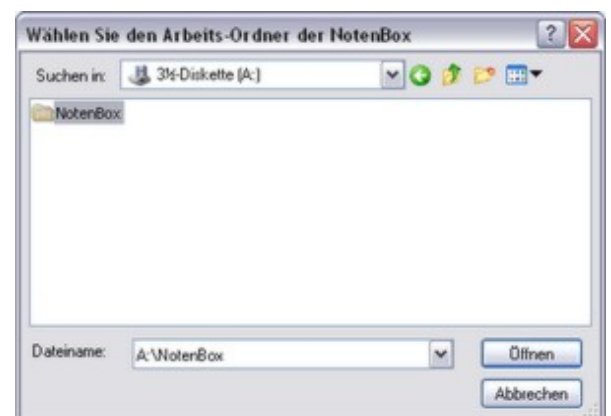 Wählen Sie den Arbeits-Ordner der NotenBox
Suchen in: 3½-Diskette (A:)
NotenBox
Dateiname: A:\NotenBox Öffnen
Abbrechen